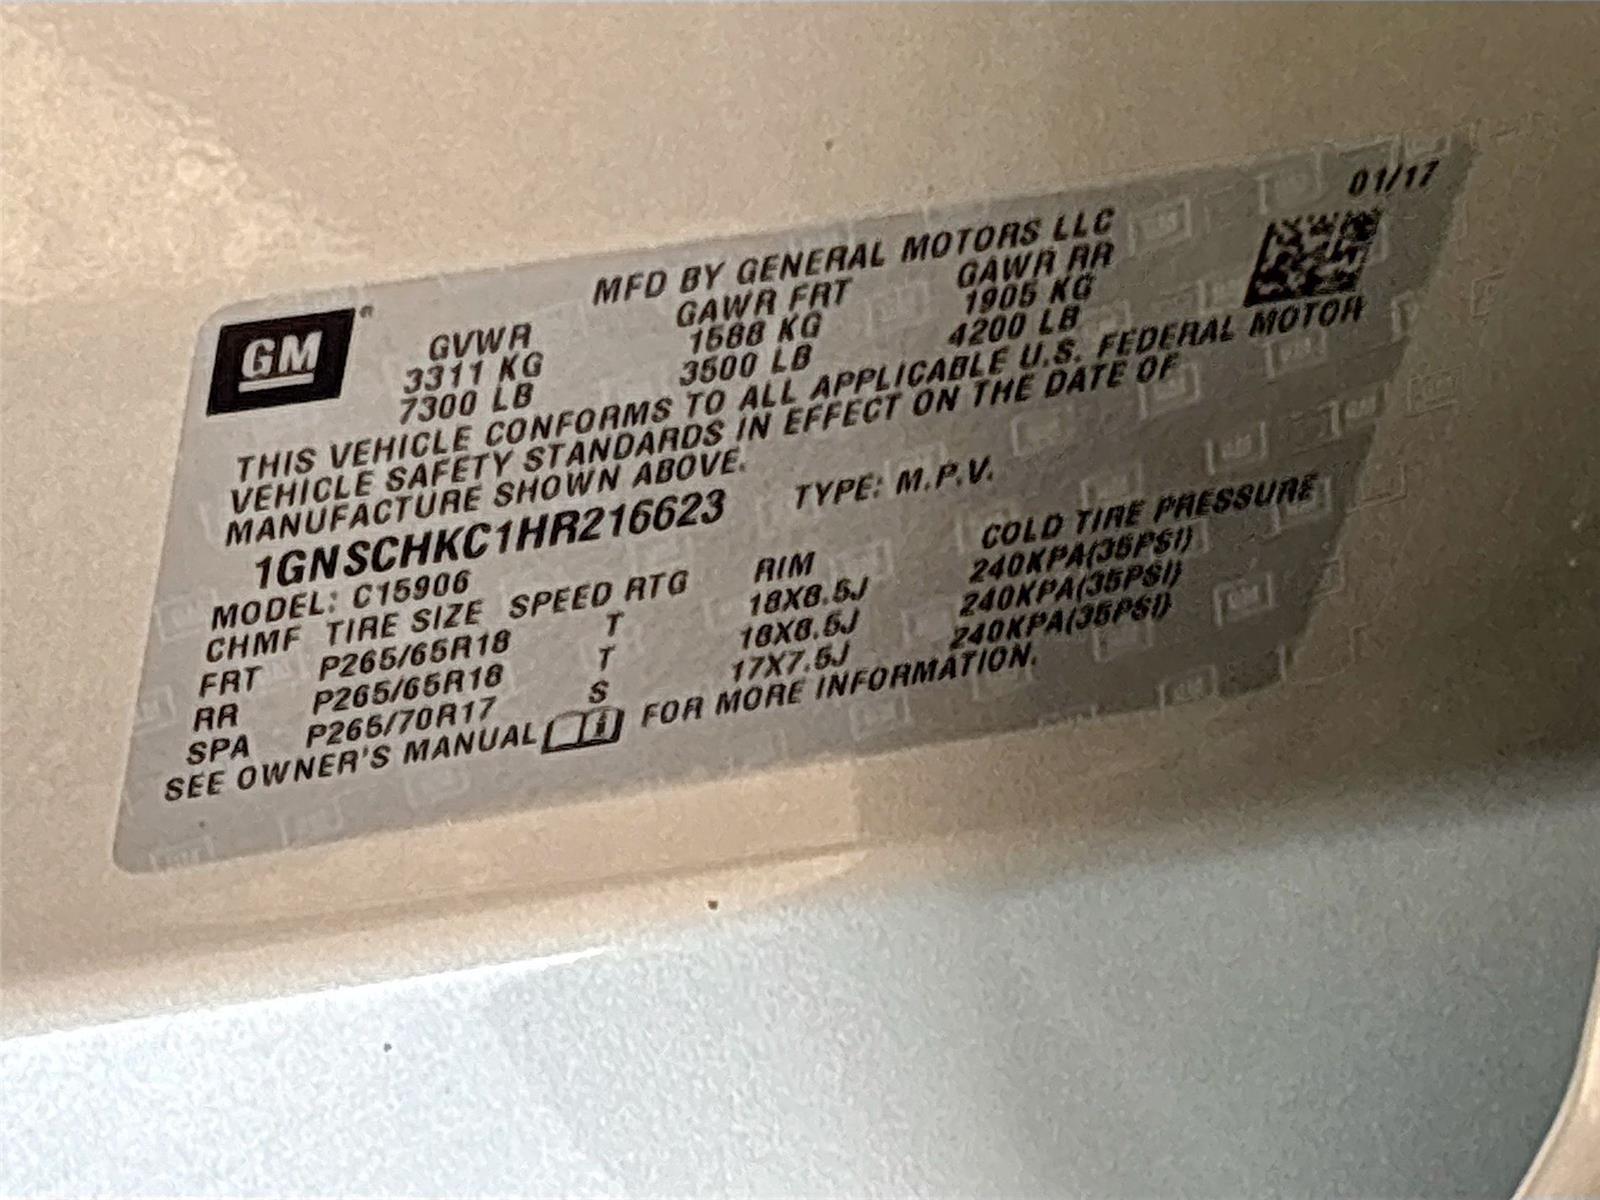 01/17
MFD BY GENERAL MOTORS LLC
GM®
GVWR GAWR FRT GAWR RR
3311 KG 1588 KG 1905 KG
7300 LB 3500 LB 4200 LB
THIS VEHICLE CONFORMS TO ALL APPLICABLE U.S. FEDERAL MOTOR
VEHICLE SAFETY STANDARDS IN EFFECT ON THE DATE OF
MANUFACTURE SHOWN ABOVE.
1GNSCHKC1HR216623 TYPE: M.P.V.
MODEL: C15906
CHMF TIRE SIZE SPEED RTG RIM COLD TIRE PRESSURE
FRT P265/65R18 T 18X8.5J 240KPA(35PSI)
RR P265/65R18 T 18X8.5J 240KPA(35PSI)
SPA P265/70R17 S 17X7.5J 240KPA(35PSI)
SEE OWNER'S MANUAL FOR MORE INFORMATION.